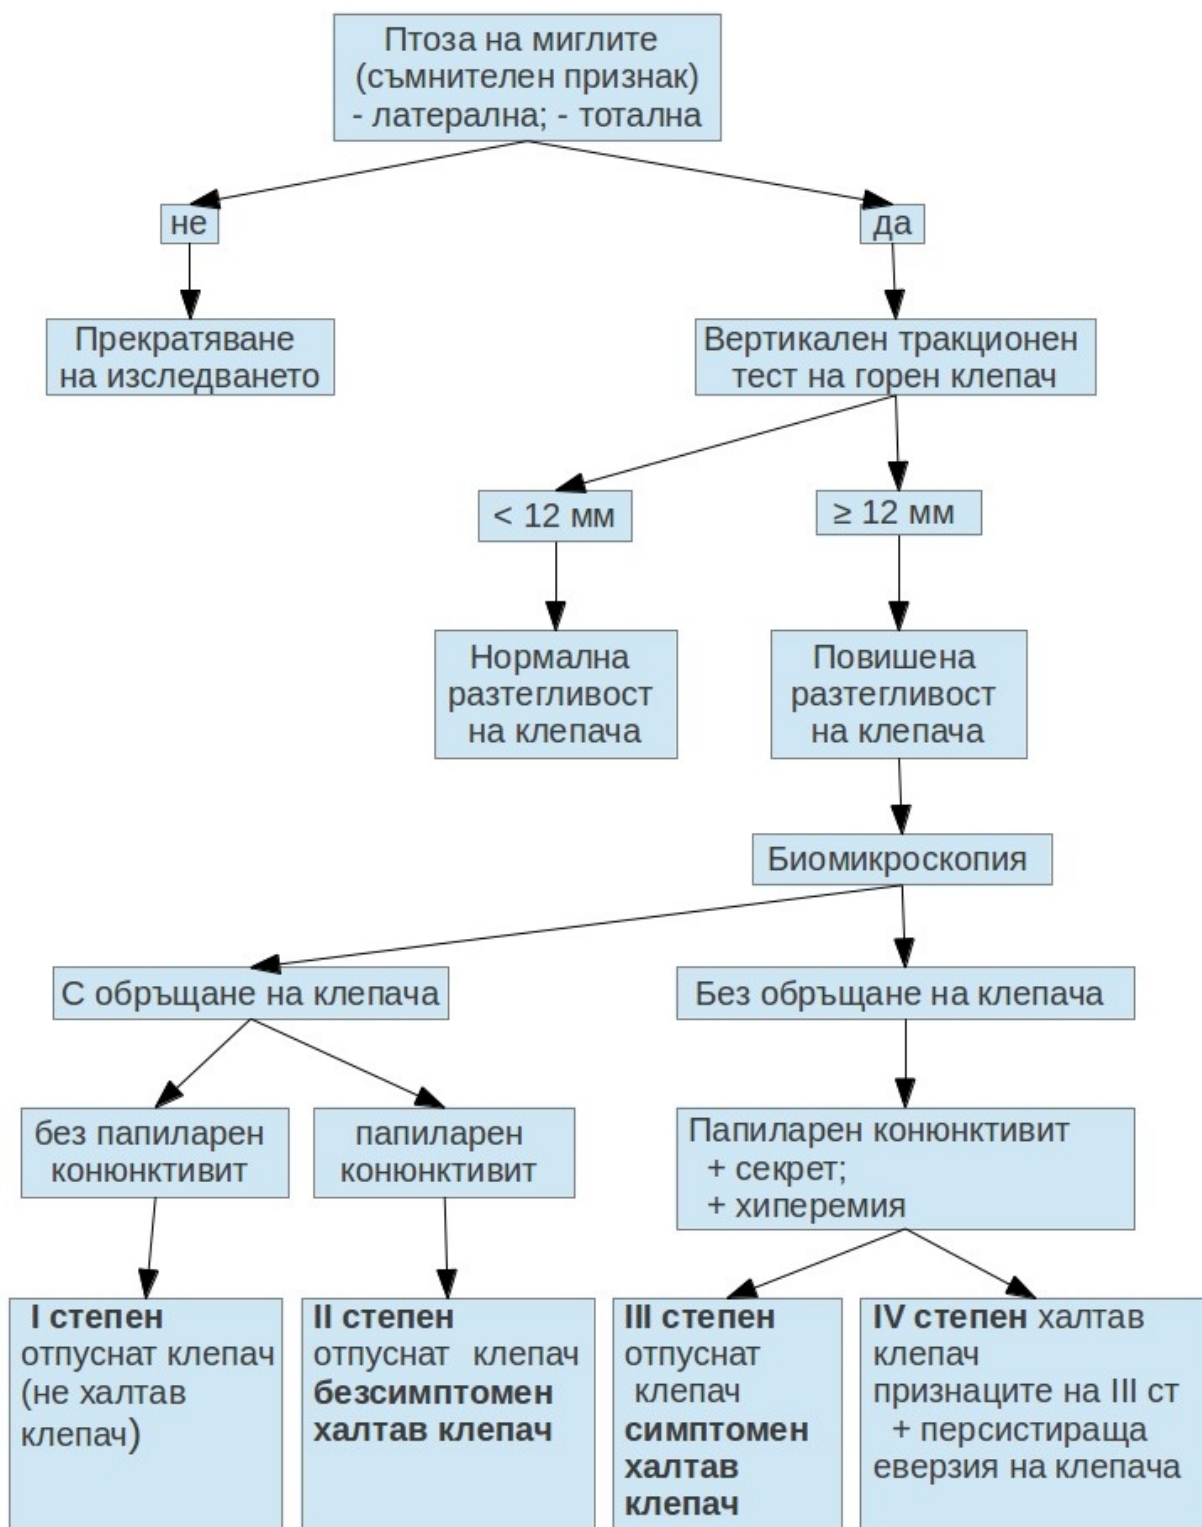 Птоза на миглите
(съмнителен признак)
- латерална; - тотална
не
да
Прекратяване
на изследването
Вертикален тракционен
тест на горен клепач
< 12 мм
≥ 12 мм
Нормална
разтегливост
на клепача
Повишена
разтегливост
на клепача
Биомикроскопия
С обръщане на клепача
Без обръщане на клепача
без папиларен
конюнктивит
папиларен
конюнктивит
Папиларен конюнктивит
+ секрет;
+ хиперемия
I степен
отпуснат клепач
(не халтав
клепач)
II степен
отпуснат клепач
безсимптомен
халтав клепач
III степен
отпуснат
клепач
симптомен
халтав
клепач
IV степен халтав
клепач
признаците на III ст
+ персистираща
еверзия на клепача